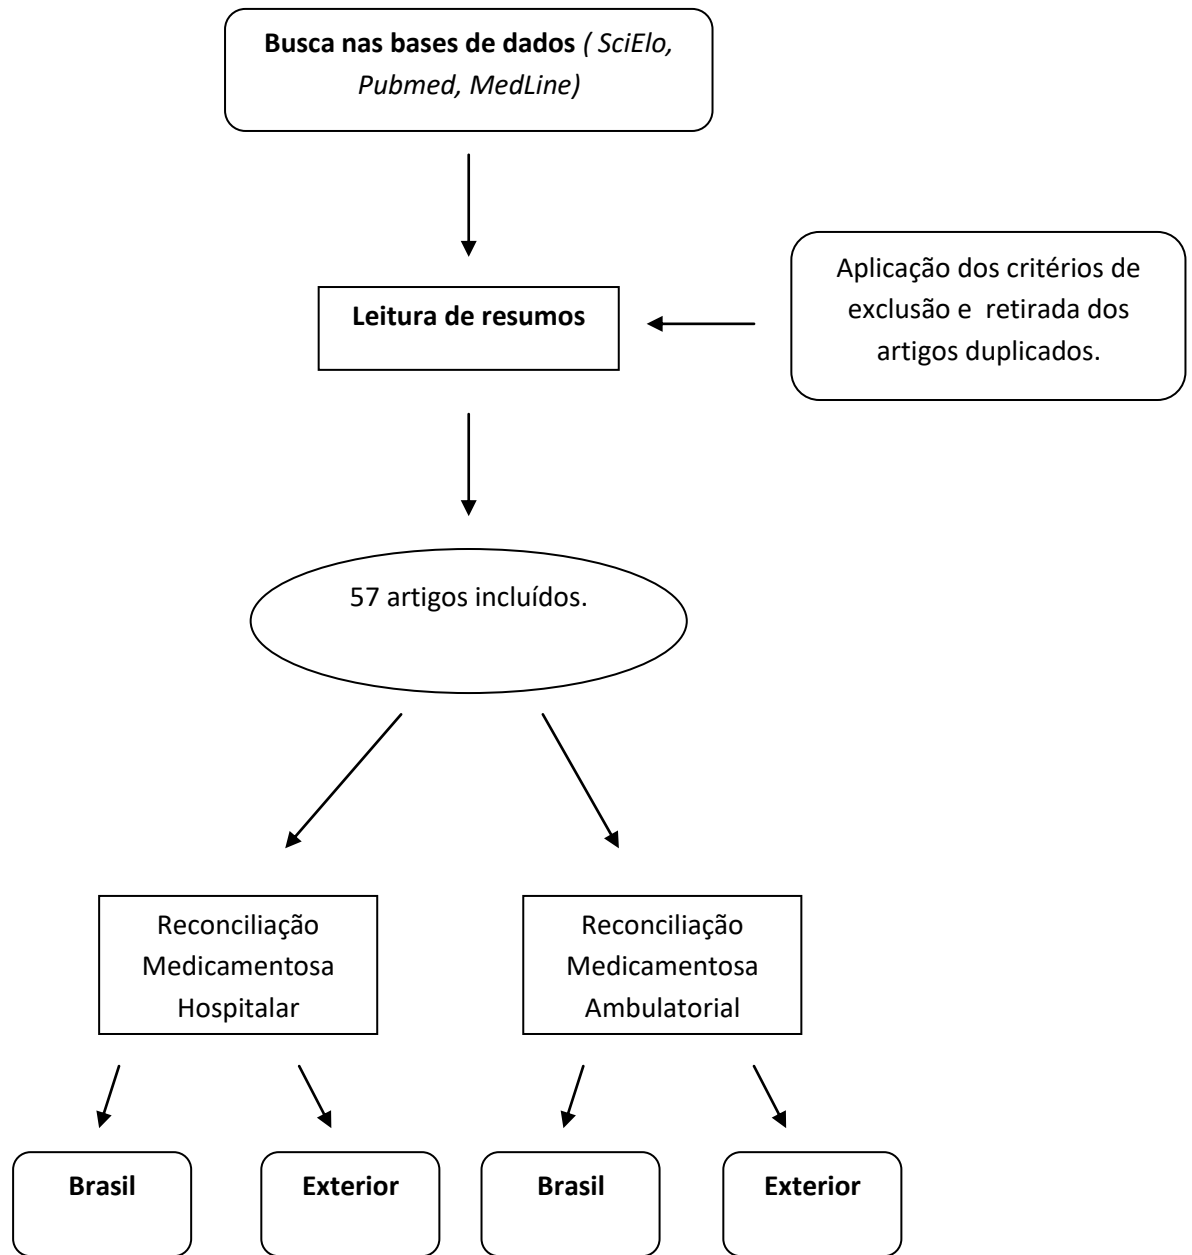 Busca nas bases de dados ( SciElo,
Pubmed, MedLine)
Aplicação dos critérios de
exclusão e retirada dos
artigos duplicados.
Leitura de resumos
57 artigos incluídos.
Reconciliação
Medicamentosa
Hospitalar
Reconciliação
Medicamentosa
Ambulatorial
Brasil
Exterior
Brasil
Exterior